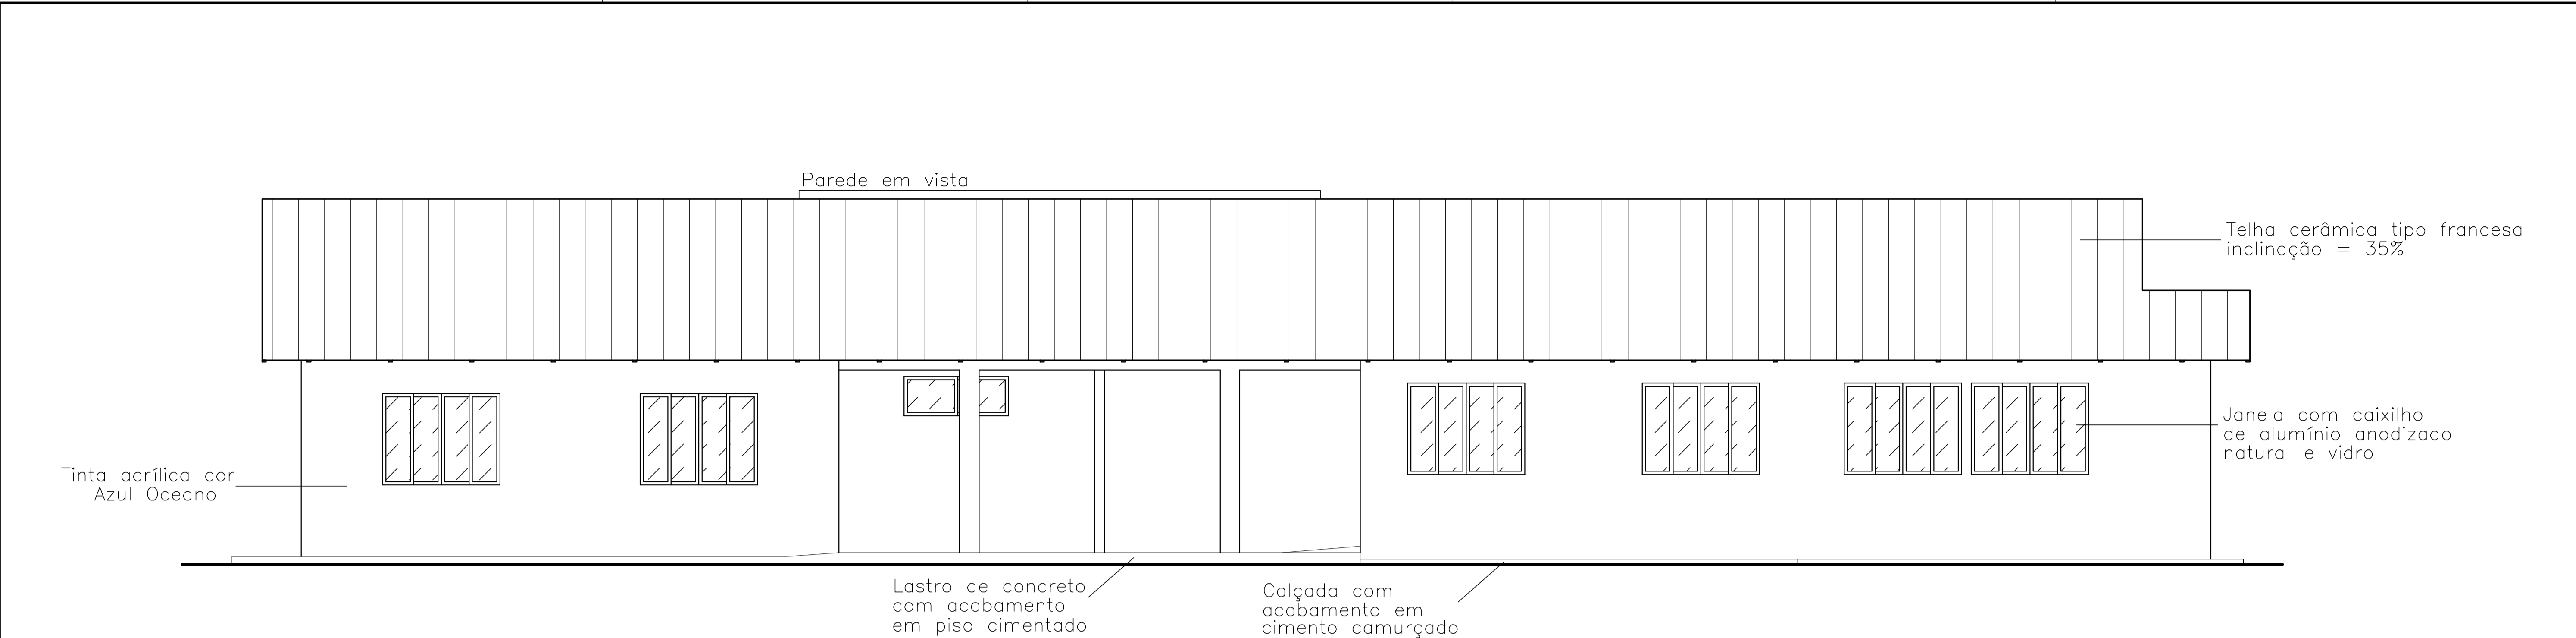 Parede em vista
Telha cerâmica tipo francesa
inclinação = 35%
Janela com caixilho
de alumínio anodizado
natural e vidro
Tinta acrílica cor
Azul Oceano
Lastro de concreto
com acabamento
em piso cimentado
Calçada com
acabamento em
cimento camurçado